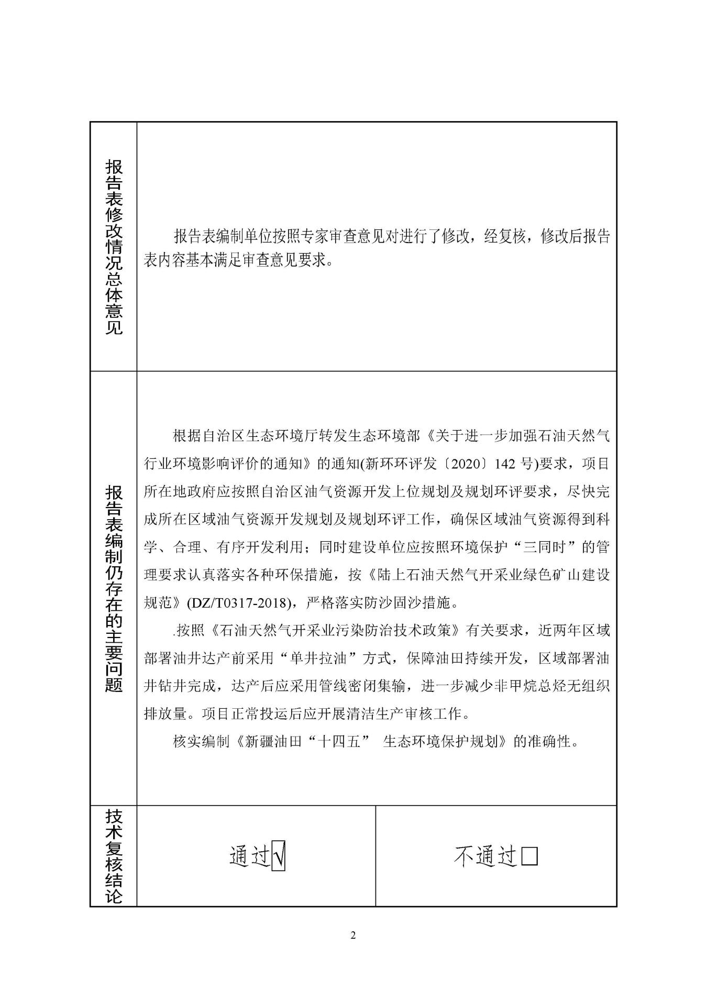 报告表修改情况总体意见
报告表编制单位按照专家审查意见对进行了修改，经复核，修改后报告
表内容基本满足审查意见要求。
报告表编制仍存在的主要问题
根据自治区生态环境厅转发生态环境部《关于进一步加强石油天然气
行业环境影响评价的通知》的通知(新环环评发〔2020〕142 号)要求，项目
所在地政府应按照自治区油气资源开发上位规划及规划环评要求，尽快完
成所在区域油气资源开发规划及规划环评工作，确保区域油气资源得到科
学、合理、有序开发利用；同时建设单位应按照环境保护“三同时”的管
理要求认真落实各种环保措施，按《陆上石油天然气开采业绿色矿山建设
规范》(DZ/T0317-2018)，严格落实防沙固沙措施。
.按照《石油天然气开采业污染防治技术政策》有关要求，近两年区域
部署油井达产前采用“单井拉油”方式，保障油田持续开发，区域部署油
井钻井完成，达产后应采用管线密闭集输，进一步减少非甲烷总烃无组织
排放量。项目正常投运后应开展清洁生产审核工作。
核实编制《新疆油田“十四五” 生态环境保护规划》的准确性。
技术复核结论
通过√
不通过□
2